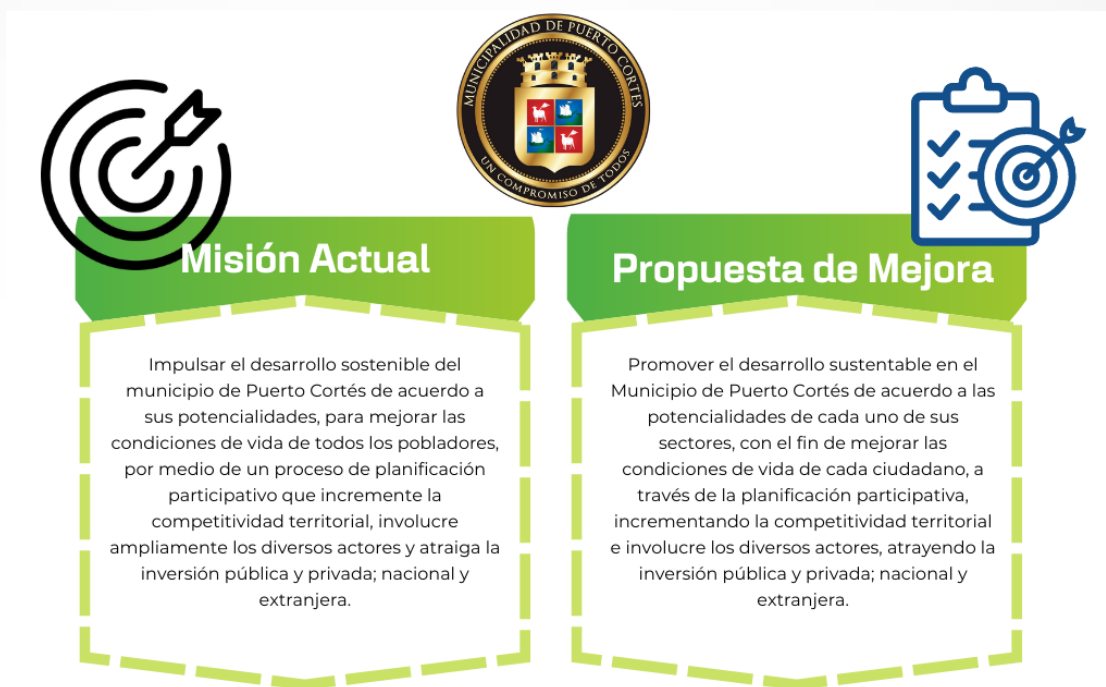 MUNICIPALIDAD DE PUERTO CORTES
UN COMPROMISO DE TODOS
Misión Actual
Impulsar el desarrollo sostenible del
municipio de Puerto Cortés de acuerdo a
sus potencialidades, para mejorar las
condiciones de vida de todos los pobladores,
por medio de un proceso de planificación
participativo que incremente la
competitividad territorial, involucre
ampliamente los diversos actores y atraiga la
inversión pública y privada; nacional y
extranjera.
Propuesta de Mejora
Promover el desarrollo sustentable en el
Municipio de Puerto Cortés de acuerdo a las
potencialidades de cada uno de sus
sectores, con el fin de mejorar las
condiciones de vida de cada ciudadano, a
través de la planificación participativa,
incrementando la competitividad territorial
e involucre los diversos actores, atrayendo la
inversión pública y privada; nacional y
extranjera.